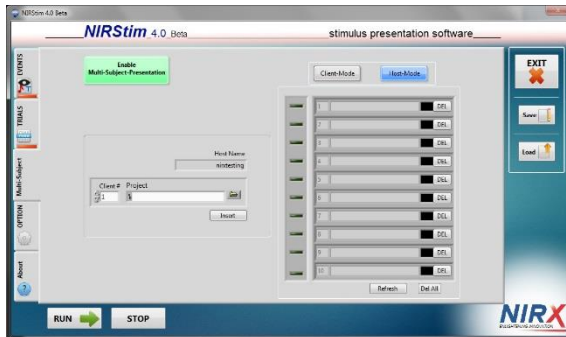 NIRStim 4.0 Beta
NIRStim 4.0 Beta
stimulus presentation software
EVENTS
TRIALS
Multi-Subject
OPTION
About
Enable
Multi-Subject-Presentation
Client-Mode
Host-Mode
Host Name
nirxtesting
Client #
Project
1
Insert
1 DEL
2 DEL
3 DEL
4 DEL
5 DEL
6 DEL
7 DEL
8 DEL
9 DEL
10 DEL
Refresh
Del All
EXIT
Save
Load
RUN
STOP
NIRX